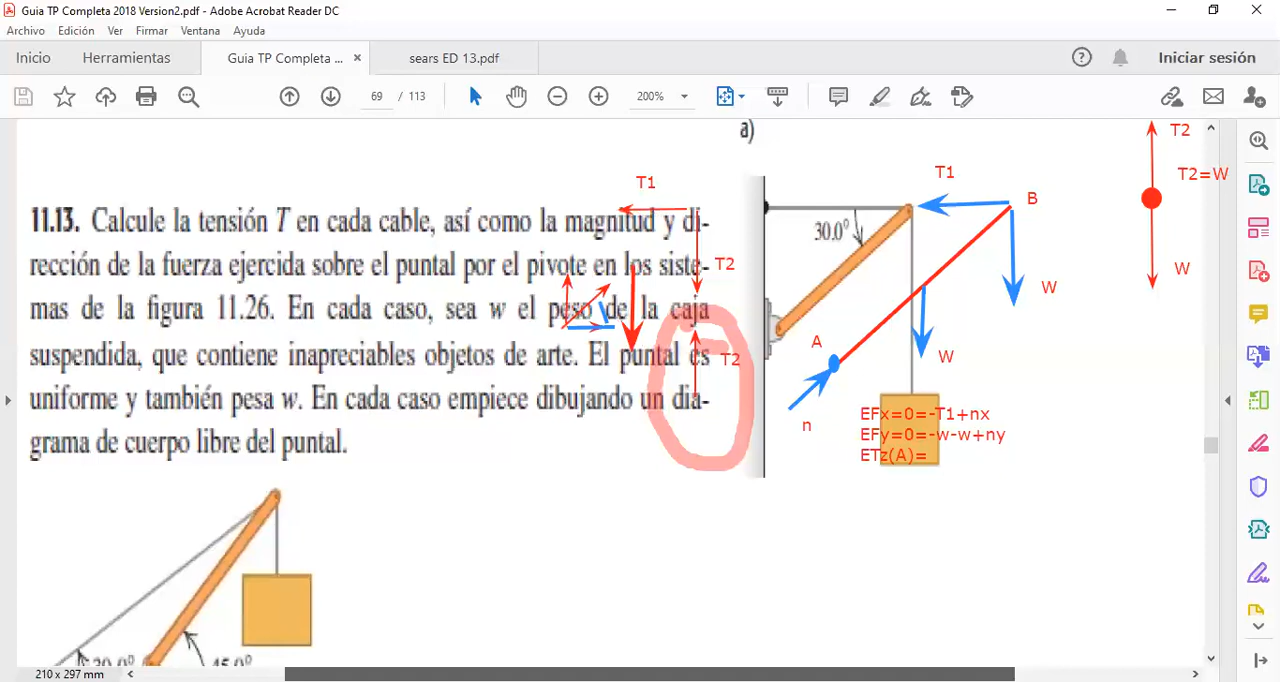 Guia TP Completa 2018 Version2.pdf - Adobe Acrobat Reader DC
Archivo Edición Ver Firmar Ventana Ayuda
Inicio Herramientas Guia TP Completa ... × sears ED 13.pdf Iniciar sesión
69 / 113 200%
a)
T2
T2=W
W
T1
B
30.0°
W
A
W
n
EFx=0=-T1+nx
EFy=0=-w-w+ny
ETz(A)=
T1
11.13. Calcule la tensión T en cada cable, así como la magnitud y di-
T2
rección de la fuerza ejercida sobre el puntal por el pivote en los siste-
mas de la figura 11.26. En cada caso, sea w el peso de la caja
T2
suspendida, que contiene inapreciables objetos de arte. El puntal es
uniforme y también pesa w. En cada caso empiece dibujando un dia-
grama de cuerpo libre del puntal.
30.0°
45.0°
210 x 297 mm